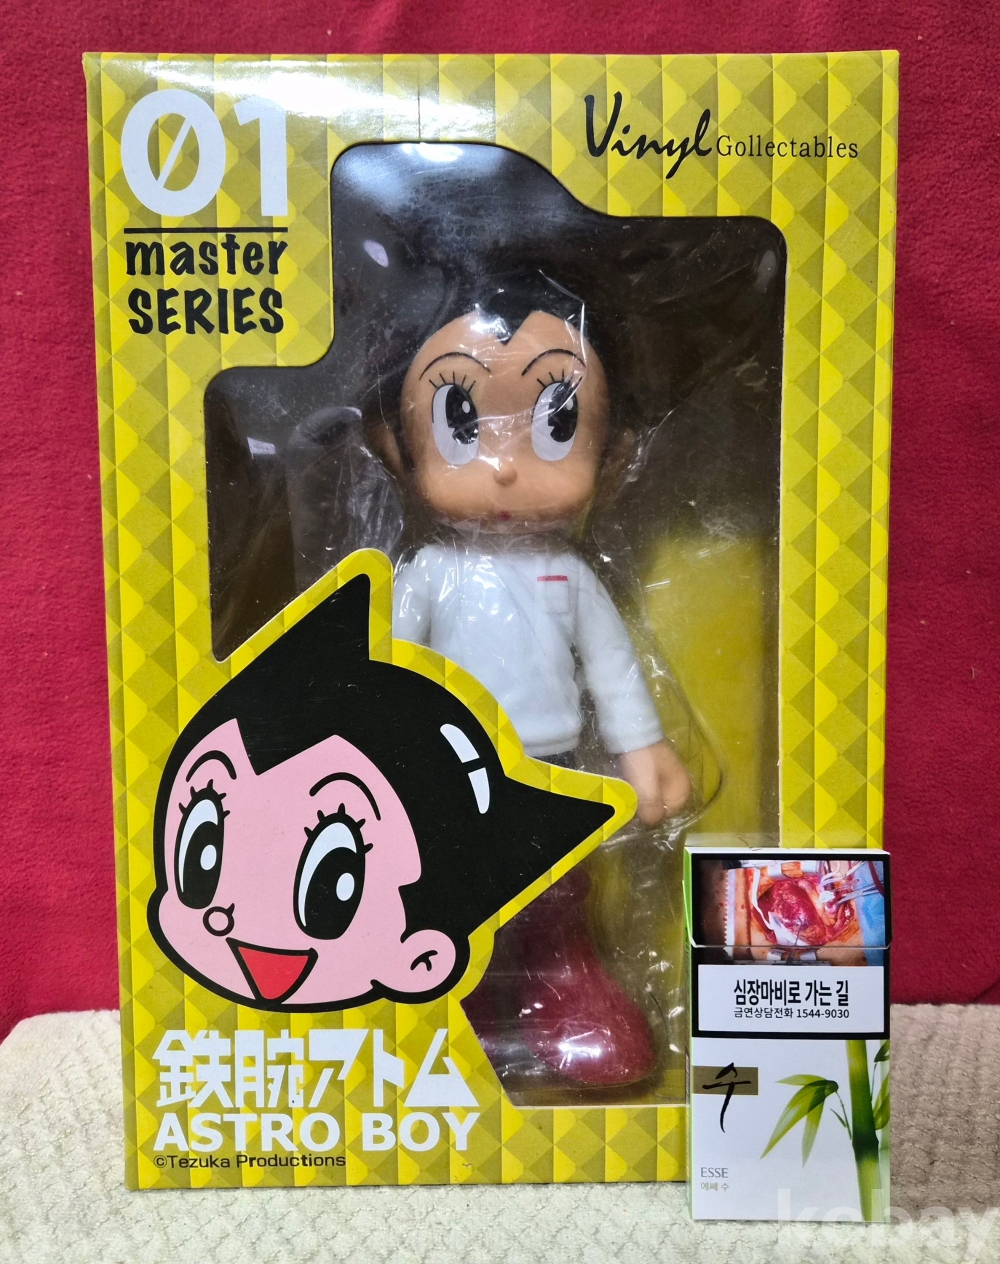 01
master
SERIES
Vinyl Gollectables
鉄腕アトム
ASTRO BOY
©Tezuka Productions
심장마비로 가는 길
금연상담전화 1544-9030
수
ESSE
에쎄 수
kobay